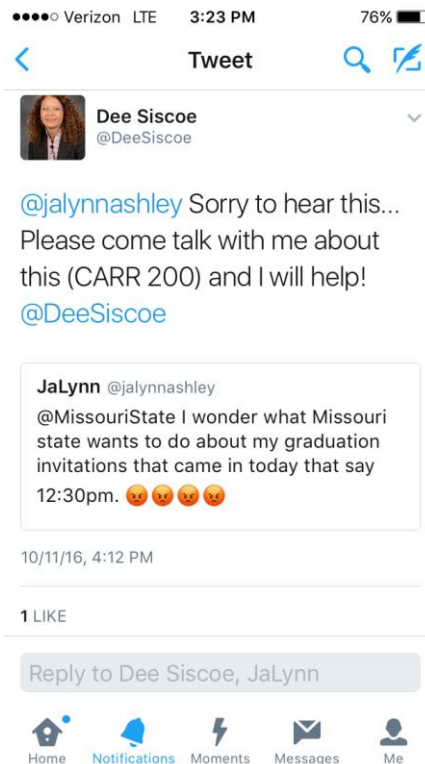 Verizon LTE 3:23 PM 76%
Tweet
Dee Siscoe
@DeeSiscoe
@jalynnashley Sorry to hear this...
Please come talk with me about
this (CARR 200) and I will help!
@DeeSiscoe
JaLynn @jalynnashley
@MissouriState I wonder what Missouri
state wants to do about my graduation
invitations that came in today that say
12:30pm. 😡😡😡😡
10/11/16, 4:12 PM
1 LIKE
Reply to Dee Siscoe, JaLynn
Home Notifications Moments Messages Me